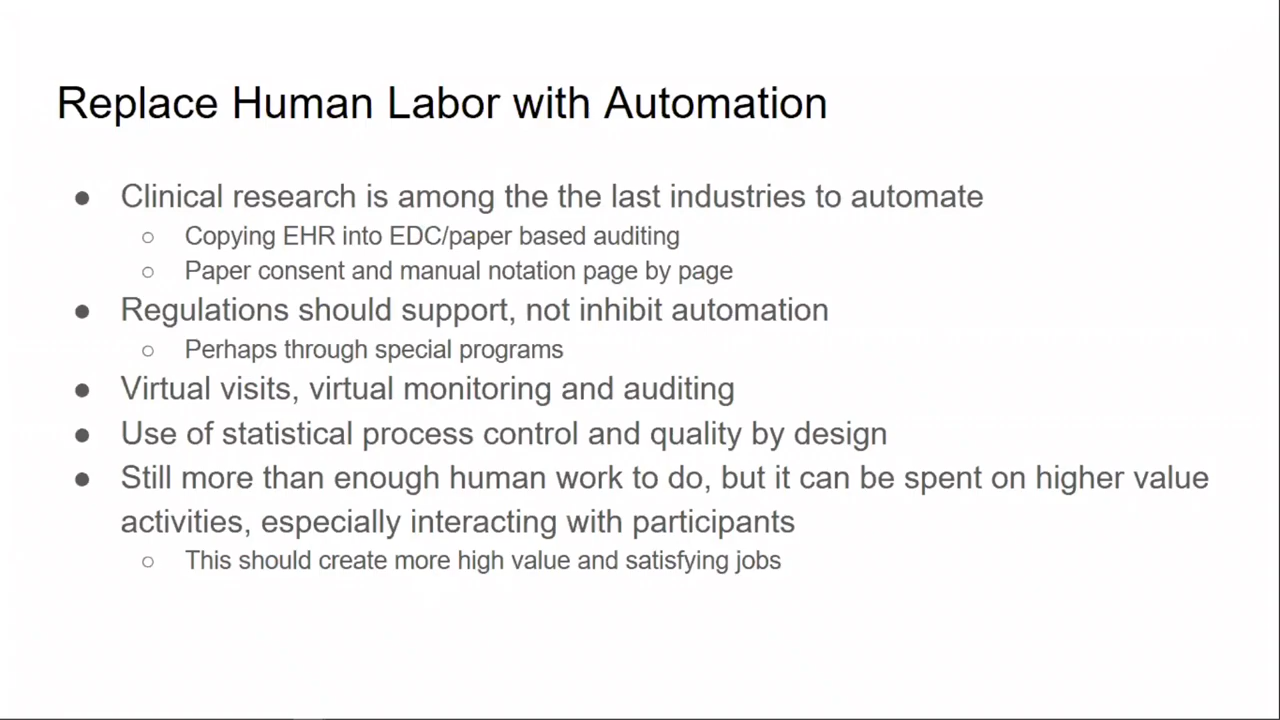 Replace Human Labor with Automation
● Clinical research is among the the last industries to automate
○ Copying EHR into EDC/paper based auditing
○ Paper consent and manual notation page by page
● Regulations should support, not inhibit automation
○ Perhaps through special programs
● Virtual visits, virtual monitoring and auditing
● Use of statistical process control and quality by design
● Still more than enough human work to do, but it can be spent on higher value
activities, especially interacting with participants
○ This should create more high value and satisfying jobs